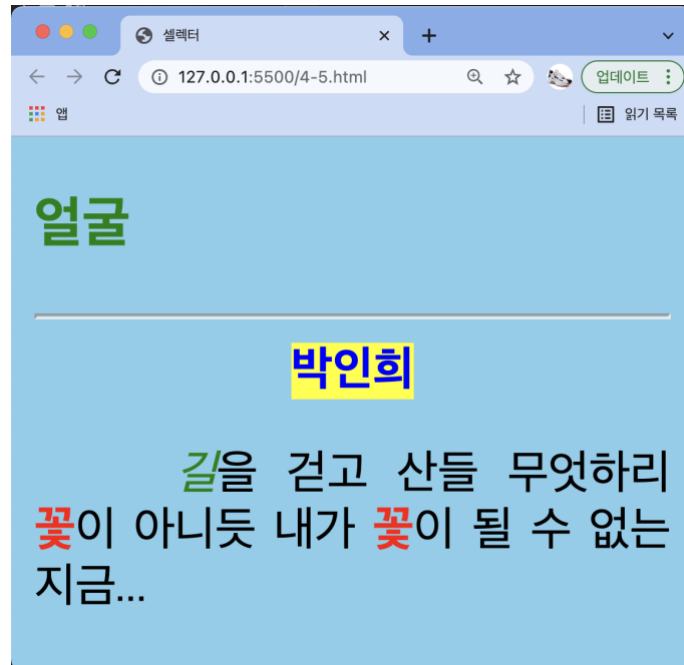 셀렉터
127.0.0.1:5500/4-5.html
업데이트
앱
읽기 목록
얼굴
박인희
길을 걷고 산들 무엇하리
꽃이 아니듯 내가 꽃이 될 수 없는
지금...